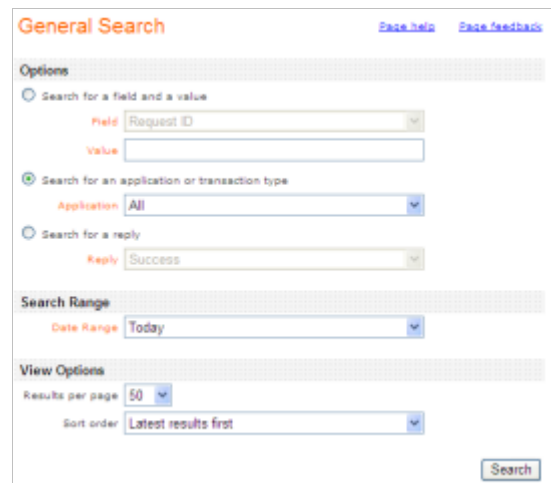 General Search
Page help Page feedback
Options
Search for a field and a value
Field Request ID
Value
Search for an application or transaction type
Application All
Search for a reply
Reply Success
Search Range
Date Range Today
View Options
Results per page 50
Sort order Latest results first
Search